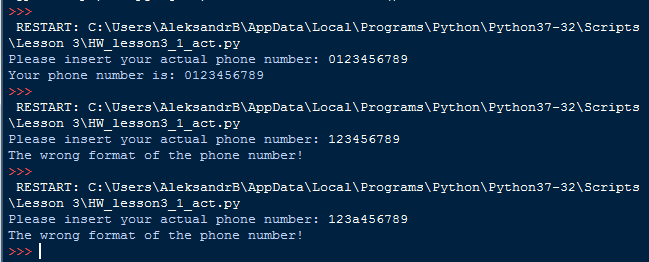 >>>
 RESTART: C:\Users\AleksandrB\AppData\Local\Programs\Python\Python37-32\Scripts
\Lesson 3\HW_lesson3_1_act.py
Please insert your actual phone number: 0123456789
Your phone number is: 0123456789
>>>
 RESTART: C:\Users\AleksandrB\AppData\Local\Programs\Python\Python37-32\Scripts
\Lesson 3\HW_lesson3_1_act.py
Please insert your actual phone number: 123456789
The wrong format of the phone number!
>>>
 RESTART: C:\Users\AleksandrB\AppData\Local\Programs\Python\Python37-32\Scripts
\Lesson 3\HW_lesson3_1_act.py
Please insert your actual phone number: 123a456789
The wrong format of the phone number!
>>>